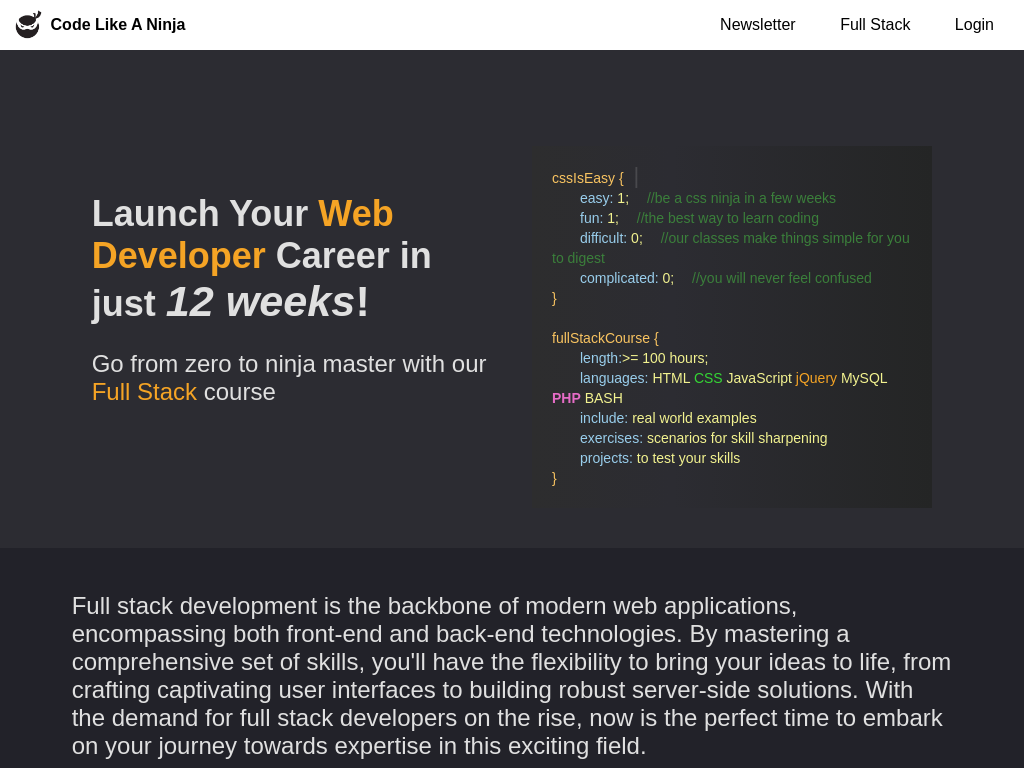 Code Like A Ninja
Newsletter
Full Stack
Login
Launch Your Web
Developer Career in
just 12 weeks!
Go from zero to ninja master with our
Full Stack course
cssIsEasy {
easy: 1; //be a css ninja in a few weeks
fun: 1; //the best way to learn coding
difficult: 0; //our classes make things simple for you
to digest
complicated: 0; //you will never feel confused
}
fullStackCourse {
length:>= 100 hours;
languages: HTML CSS JavaScript jQuery MySQL
PHP BASH
include: real world examples
exercises: scenarios for skill sharpening
projects: to test your skills
}
Full stack development is the backbone of modern web applications,
encompassing both front-end and back-end technologies. By mastering a
comprehensive set of skills, you'll have the flexibility to bring your ideas to life, from
crafting captivating user interfaces to building robust server-side solutions. With
the demand for full stack developers on the rise, now is the perfect time to embark
on your journey towards expertise in this exciting field.